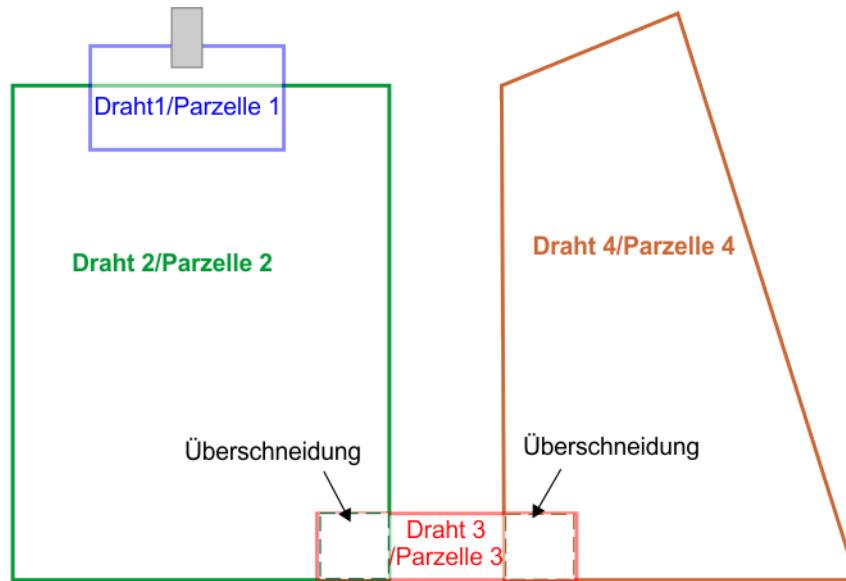 Draht1/Parzelle 1
Draht 2/Parzelle 2
Draht 4/Parzelle 4
Überschneidung
Überschneidung
Draht 3
/Parzelle 3